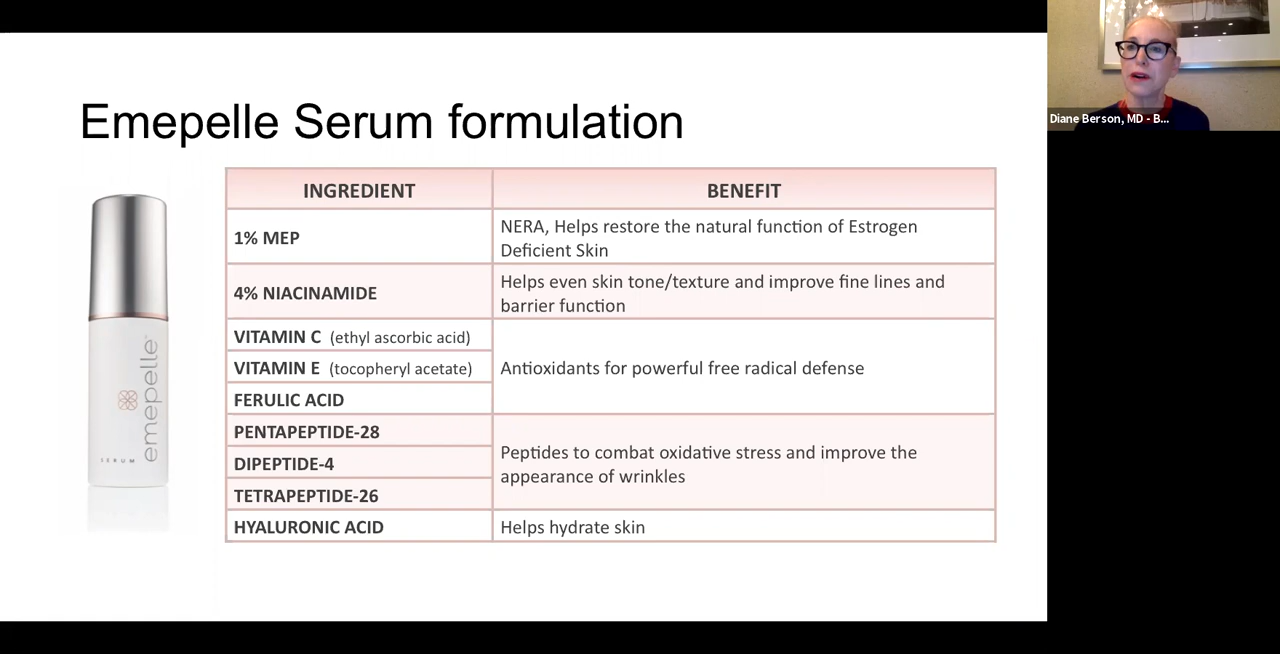 Emepelle Serum formulation
INGREDIENT
BENEFIT
1% MEP
NERA, Helps restore the natural function of Estrogen
Deficient Skin
4% NIACINAMIDE
Helps even skin tone/texture and improve fine lines and
barrier function
VITAMIN C (ethyl ascorbic acid)
VITAMIN E (tocopheryl acetate)
FERULIC ACID
Antioxidants for powerful free radical defense
PENTAPEPTIDE-28
DIPEPTIDE-4
TETRAPEPTIDE-26
Peptides to combat oxidative stress and improve the
appearance of wrinkles
HYALURONIC ACID
Helps hydrate skin
emepelle
SERUM
Diane Berson, MD - B...